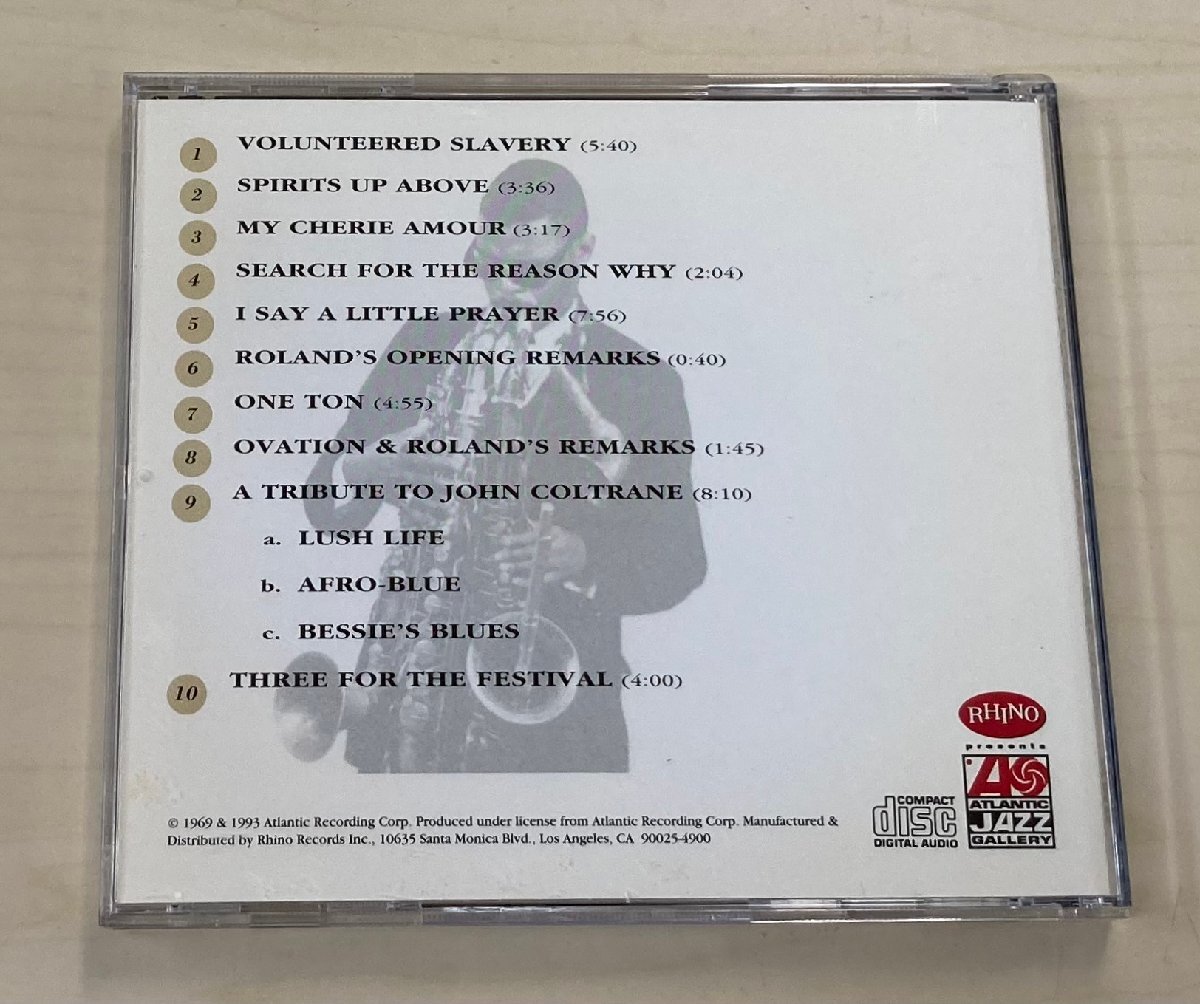 1 VOLUNTEERED SLAVERY (5:40)
2 SPIRITS UP ABOVE (3:36)
3 MY CHERIE AMOUR (3:17)
4 SEARCH FOR THE REASON WHY (2:04)
5 I SAY A LITTLE PRAYER (7:56)
6 ROLAND'S OPENING REMARKS (0:40)
7 ONE TON (4:55)
8 OVATION & ROLAND'S REMARKS (1:45)
9 A TRIBUTE TO JOHN COLTRANE (8:10)
a. LUSH LIFE
b. AFRO-BLUE
c. BESSIE'S BLUES
10 THREE FOR THE FESTIVAL (4:00)
RHINO
presents
ATLANTIC
JAZZ
GALLERY
COMPACT
disc
DIGITAL AUDIO
© 1969 & 1993 Atlantic Recording Corp. Produced under license from Atlantic Recording Corp. Manufactured &
Distributed by Rhino Records Inc., 10635 Santa Monica Blvd., Los Angeles, CA 90025-4900